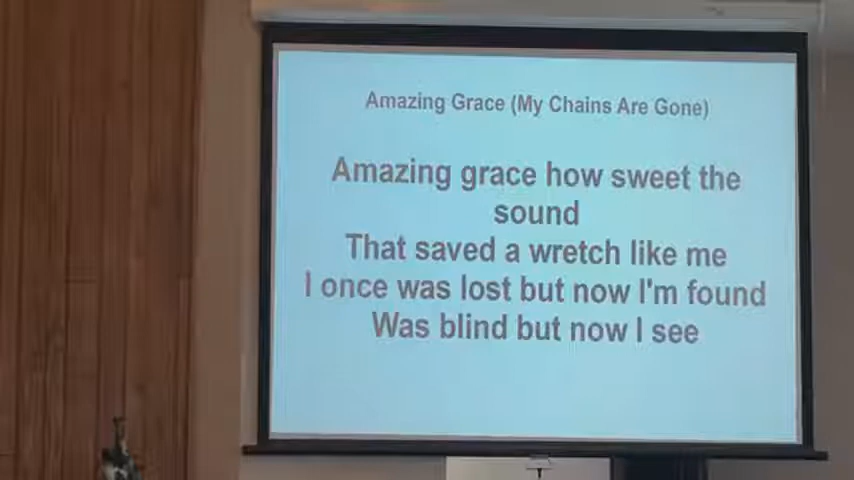 Amazing Grace (My Chains Are Gone)
Amazing grace how sweet the
sound
That saved a wretch like me
I once was lost but now I'm found
Was blind but now I see